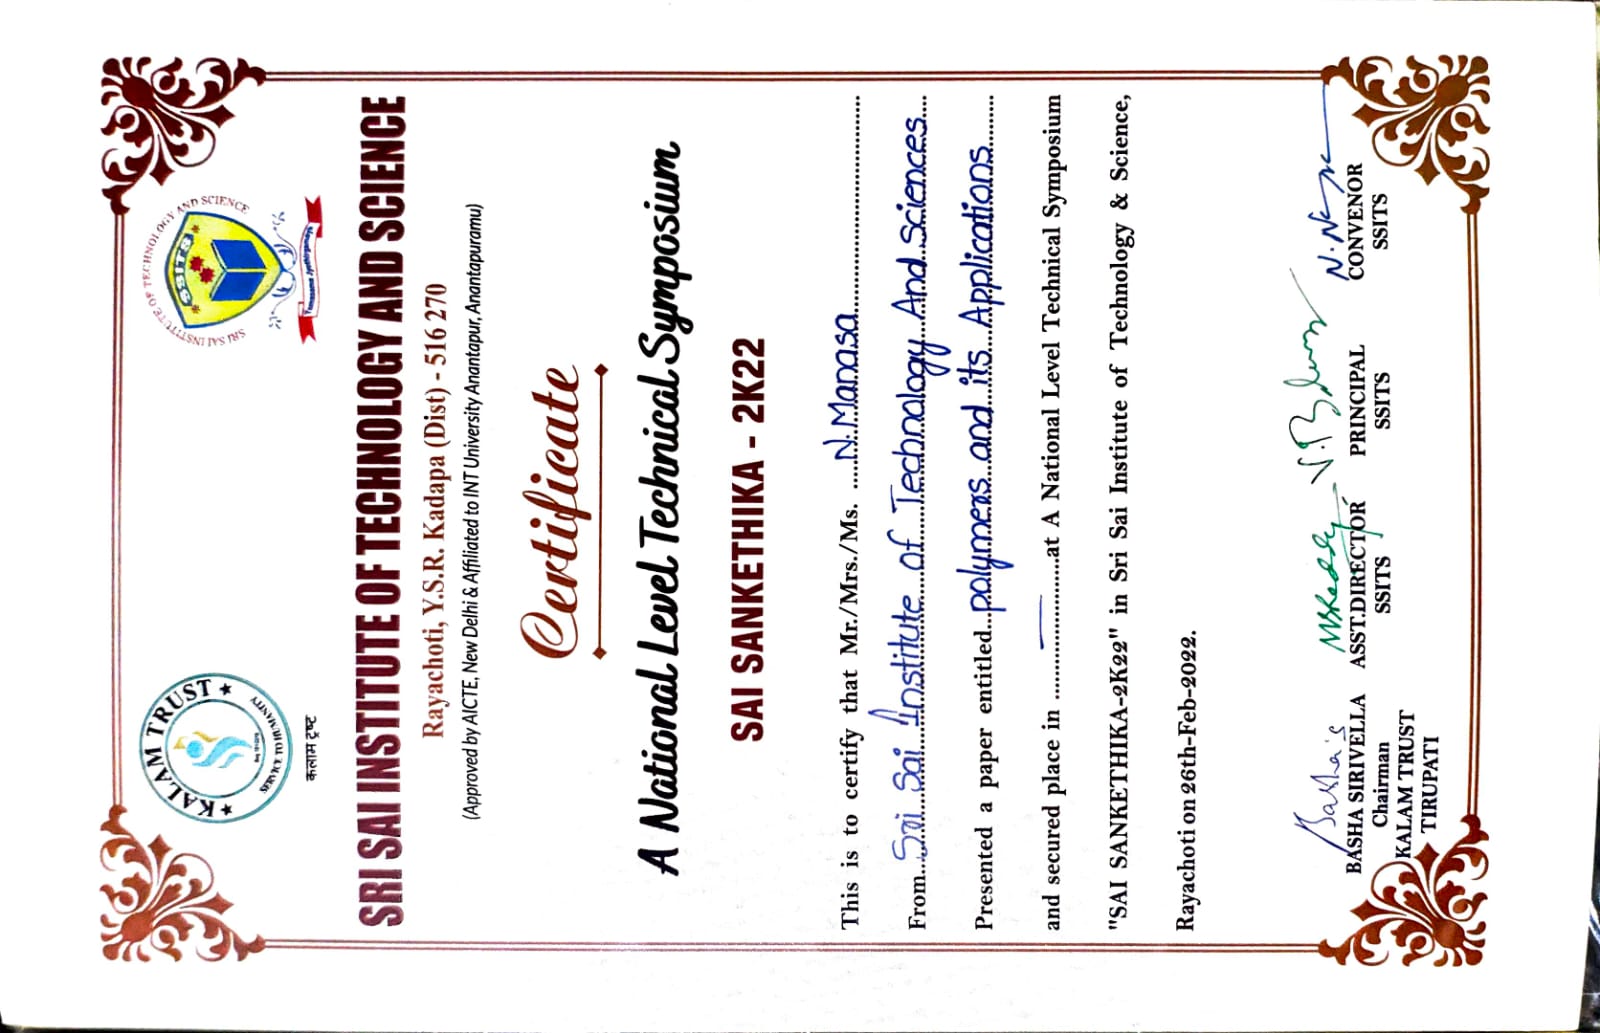 KALAM TRUST
SERVICE TO HUMANITY
कलाम ट्रष्ट
SRI SAI INSTITUTE OF TECHNOLOGY AND SCIENCE
SSITS
SRI SAI INSTITUTE OF TECHNOLOGY AND SCIENCE
Rayachoti, Y.S.R. Kadapa (Dist) - 516 270
(Approved by AICTE, New Delhi & Affiliated to JNT University Anantapur, Anantapuramu)
Certificate
A National Level Technical Symposium
SAI SANKETHIKA - 2K22
This is to certify that Mr./Mrs./Ms. N. Manasa
From Sri Sai Institute of Technology And Sciences
Presented a paper entitled polymers and its Applications
and secured place in — at A National Level Technical Symposium
"SAI SANKETHIKA-2K22" in Sri Sai Institute of Technology & Science,
Rayachoti on 26th-Feb-2022.
BASHA SIRIVELLA ASST.DIRECTOR PRINCIPAL CONVENOR
Chairman SSITS SSITS SSITS
KALAM TRUST
TIRUPATI